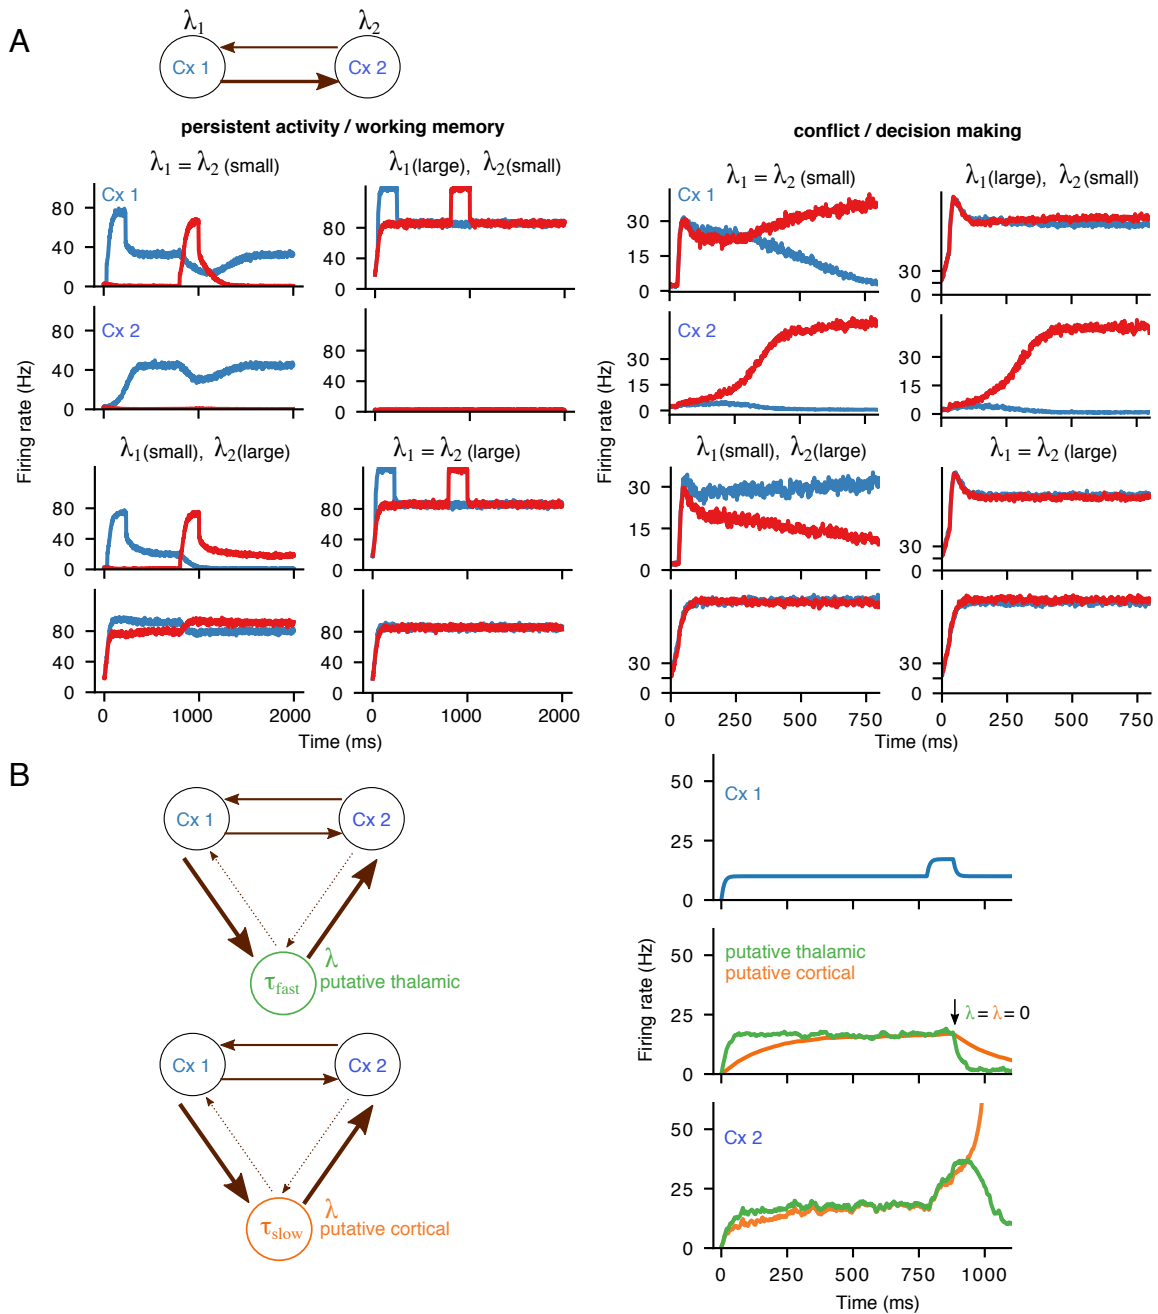 A
λ1 λ2
Cx 1 Cx 2
persistent activity / working memory
conflict / decision making
λ1 = λ2 (small)
λ1(large), λ2(small)
λ1 = λ2 (small)
λ1(large), λ2(small)
Cx 1
80
40
0
80
40
0
Cx 1
30
15
0
30
0
Cx 2
80
40
0
80
40
0
Cx 2
30
15
0
30
15
0
Firing rate (Hz)
Firing rate (Hz)
λ1(small), λ2(large)
λ1 = λ2 (large)
λ1(small), λ2(large)
λ1 = λ2 (large)
80
40
0
80
40
0
30
15
0
30
0
80
40
0
80
40
0
30
0
30
0
0 1000 2000
0 1000 2000
0 250 500 750
0 250 500 750
Time (ms)
Time (ms)
B
Cx 1 Cx 2
τfast
λ
putative thalamic
Cx 1 Cx 2
τslow
λ
putative cortical
Cx 1
50
25
0
putative thalamic
putative cortical
λ = λ = 0
50
25
0
Firing rate (Hz)
Cx 2
50
25
0
0 250 500 750 1000
Time (ms)